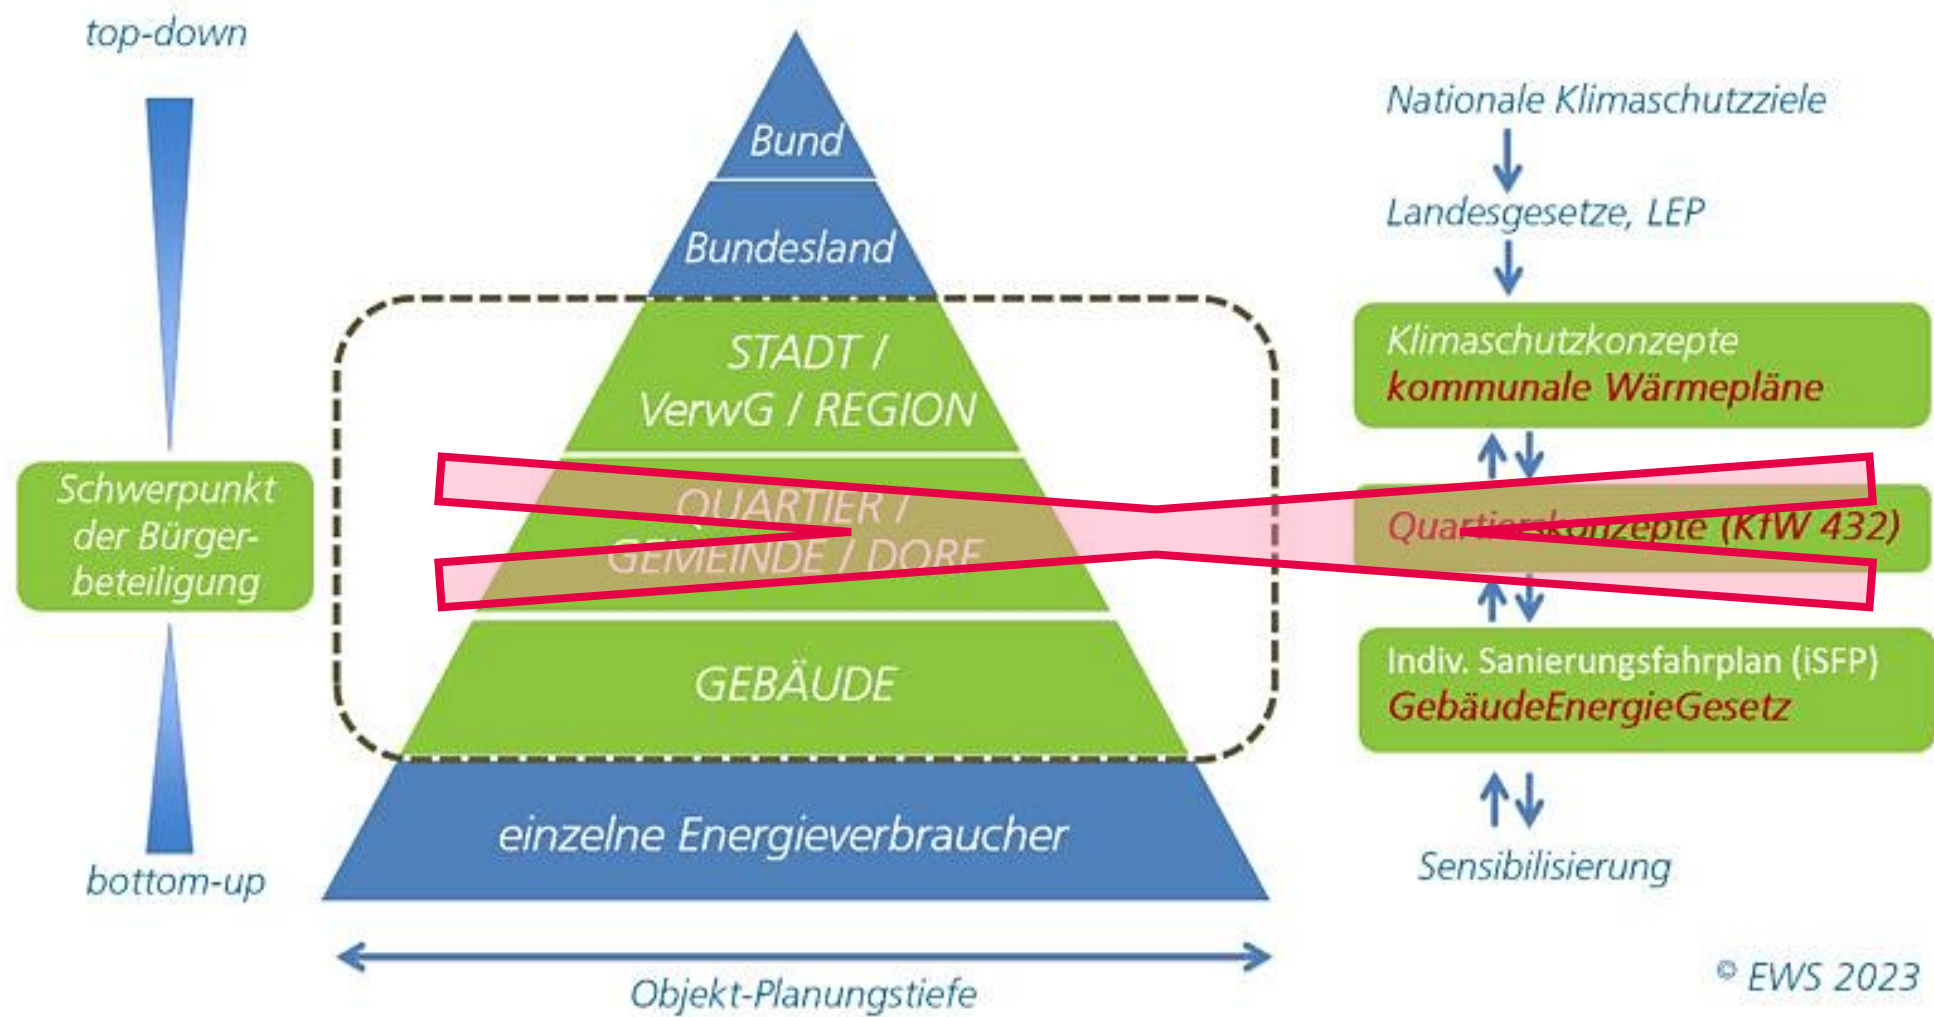 top-down
Schwerpunkt
der Bürger-
beteiligung
bottom-up
Bund
Bundesland
STADT /
VerwG / REGION
QUARTIER /
GEMEINDE / DORF
GEBÄUDE
einzelne Energieverbraucher
Objekt-Planungstiefe
Nationale Klimaschutzziele
Landesgesetze, LEP
Klimaschutzkonzepte
kommunale Wärmepläne
Quartierskonzepte (KfW 432)
Indiv. Sanierungsfahrplan (iSFP)
GebäudeEnergieGesetz
Sensibilisierung
© EWS 2023